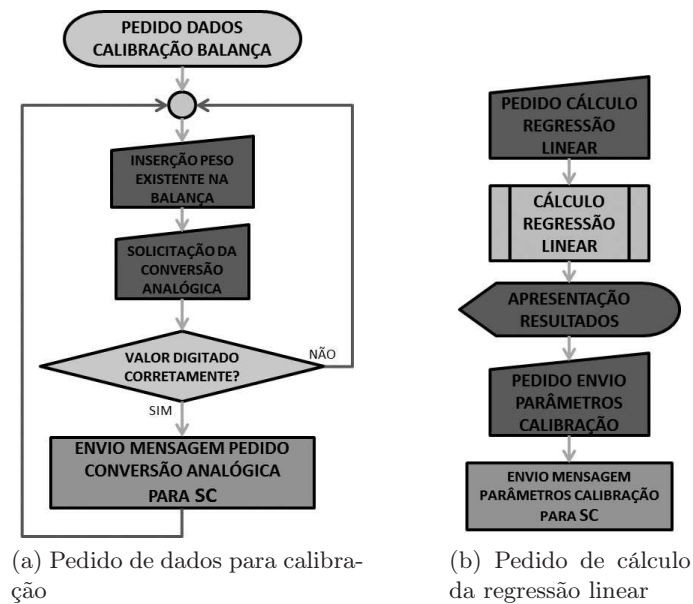 PEDIDO DADOS
CALIBRAÇÃO BALANÇA
INSERÇÃO PESO
EXISTENTE NA
BALANÇA
SOLICITAÇÃO DA
CONVERSÃO
ANALÓGICA
VALOR DIGITADO
CORRETAMENTE?
NÃO
SIM
ENVIO MENSAGEM PEDIDO
CONVERSÃO ANALÓGICA
PARA SC
(a) Pedido de dados para calibra-
ção
PEDIDO CÁLCULO
REGRESSÃO
LINEAR
CÁLCULO
REGRESSÃO
LINEAR
APRESENTAÇÃO
RESULTADOS
PEDIDO ENVIO
PARÂMETROS
CALIBRAÇÃO
ENVIO MENSAGEM
PARÂMETROS CALIBRAÇÃO
PARA SC
(b) Pedido de cálculo
da regressão linear